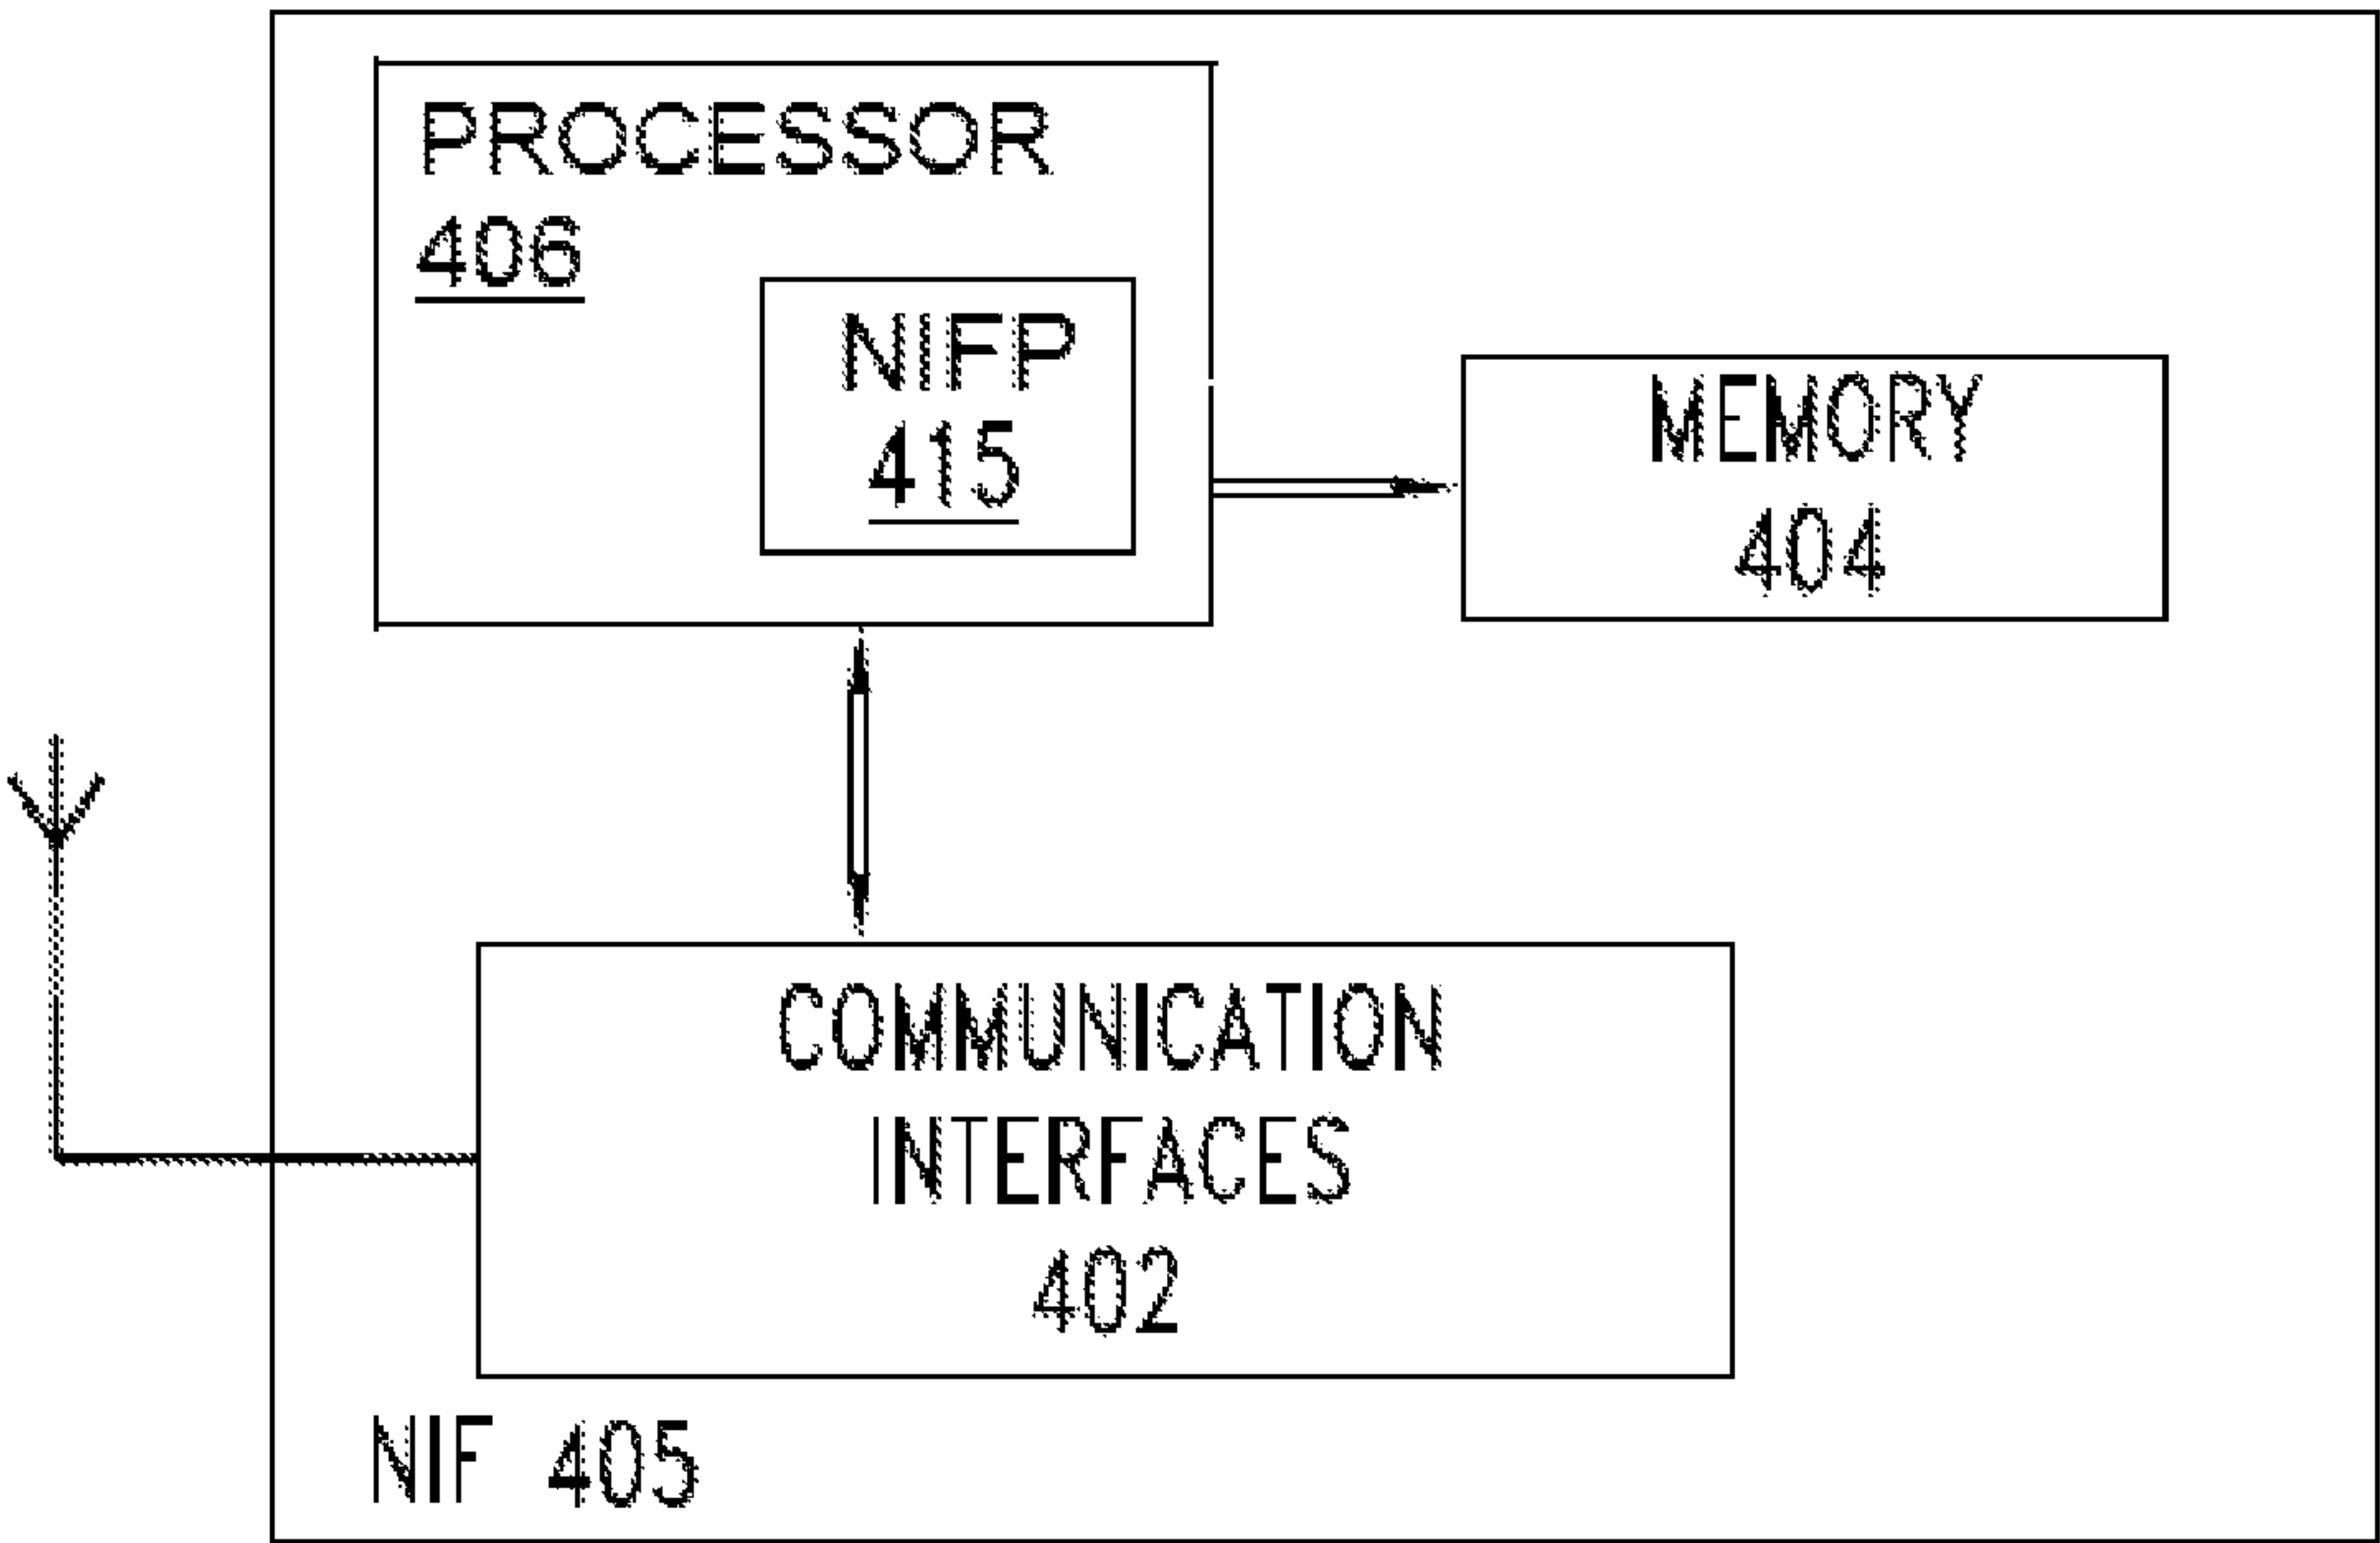 PROCESSOR
406
NIFP
415
MEMORY
404
COMMUNICATION
INTERFACES
402
NIF 405